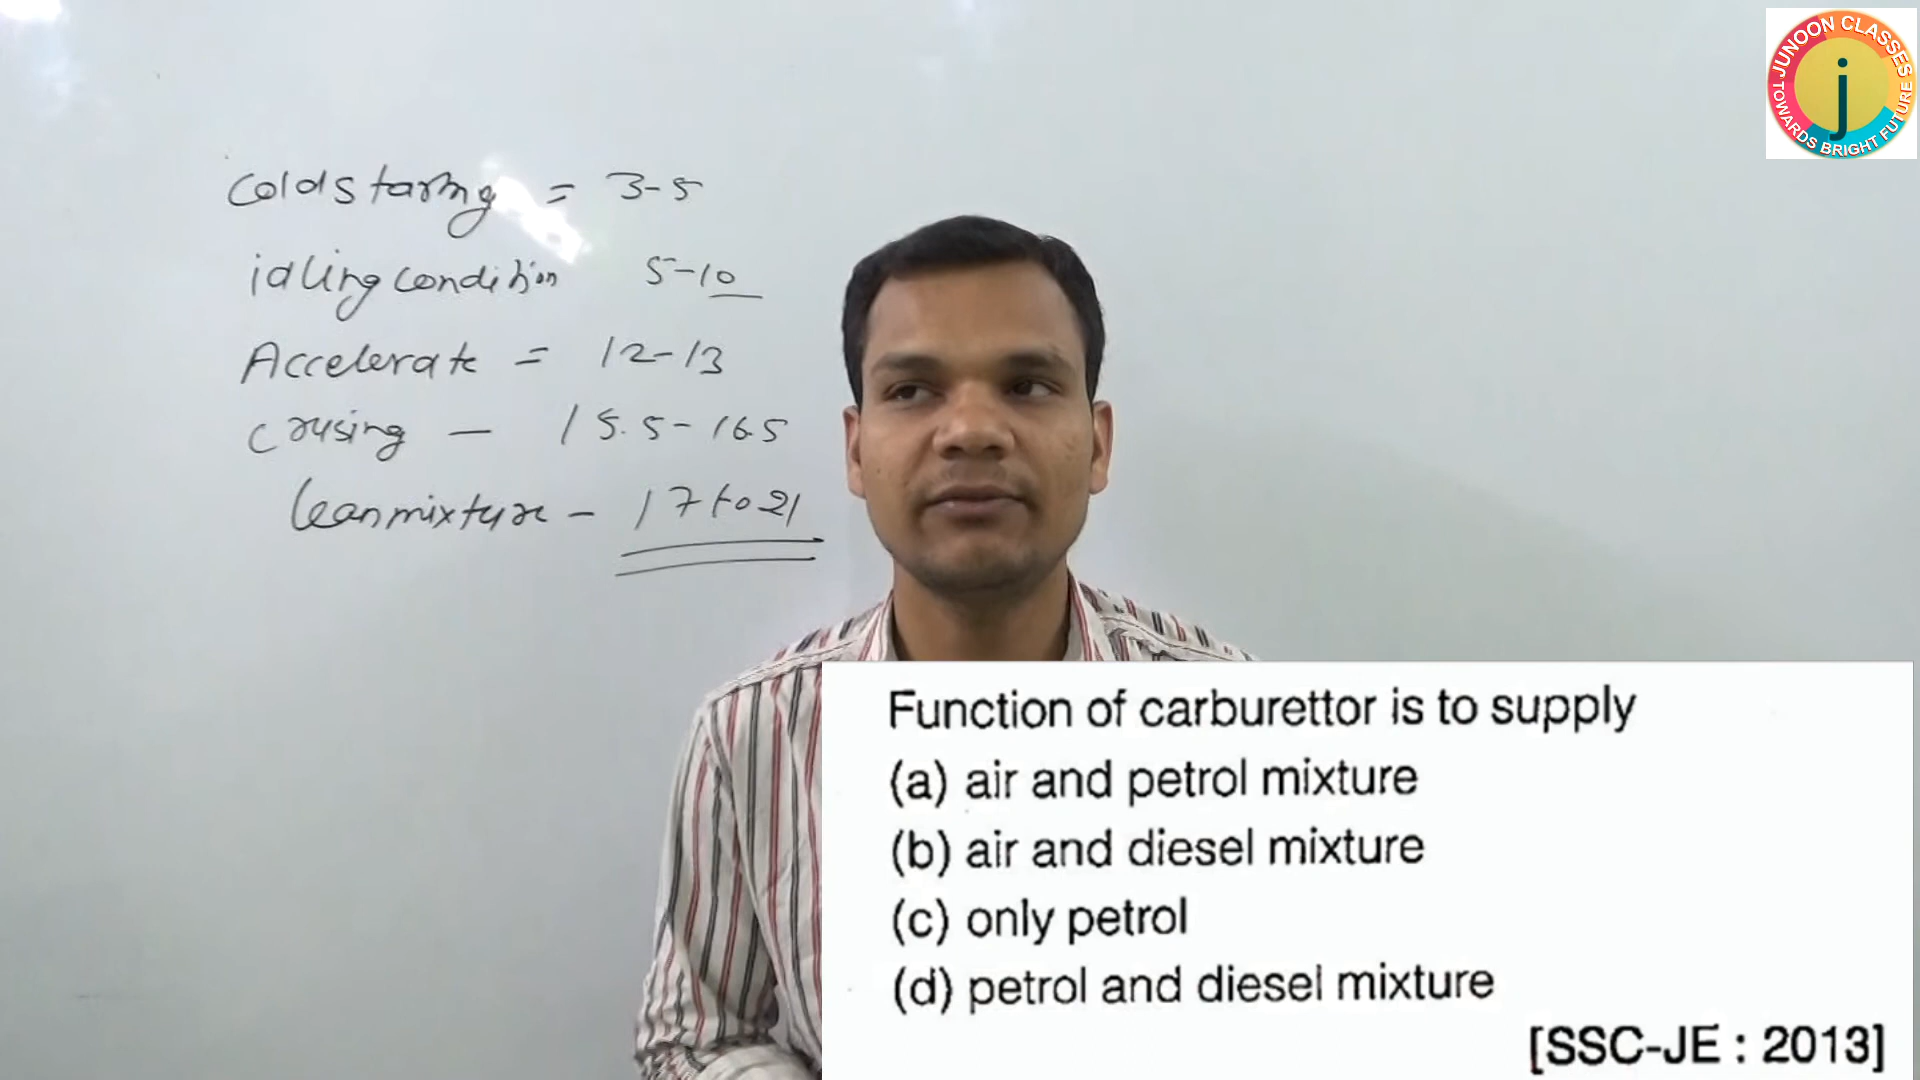 JUNOON CLASSES
TOWARDS BRIGHT FUTURE
j
Cold starting = 3-5
idling condition 5-10
Accelerate = 12-13
crusing - 15.5-16.5
leanmixture - 17 to 21
Function of carburettor is to supply
(a) air and petrol mixture
(b) air and diesel mixture
(c) only petrol
(d) petrol and diesel mixture
[SSC-JE : 2013]